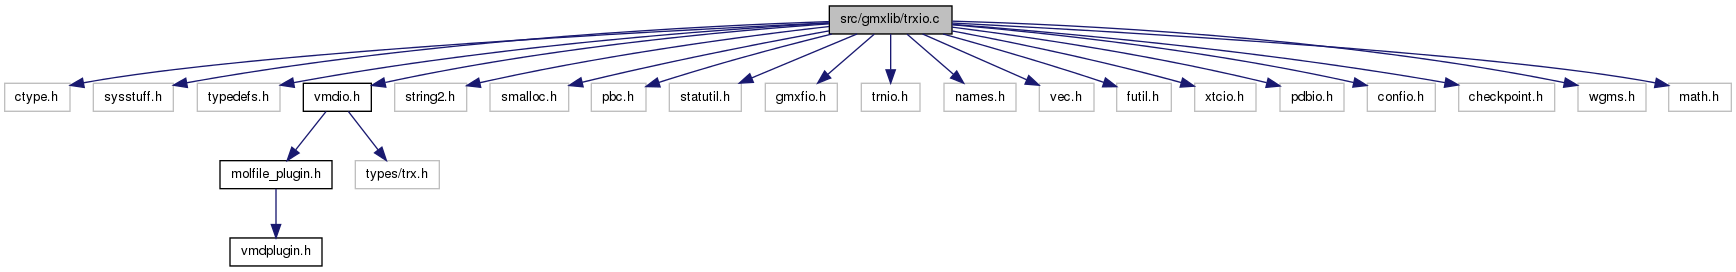 src/gmxlib/trxio.c
ctype.h
sysstuff.h
typedefs.h
vmdio.h
string2.h
smalloc.h
pbc.h
statutil.h
gmxfio.h
trnio.h
names.h
vec.h
futil.h
xtcio.h
pdbio.h
confio.h
checkpoint.h
wgms.h
math.h
molfile_plugin.h
types/trx.h
vmdplugin.h